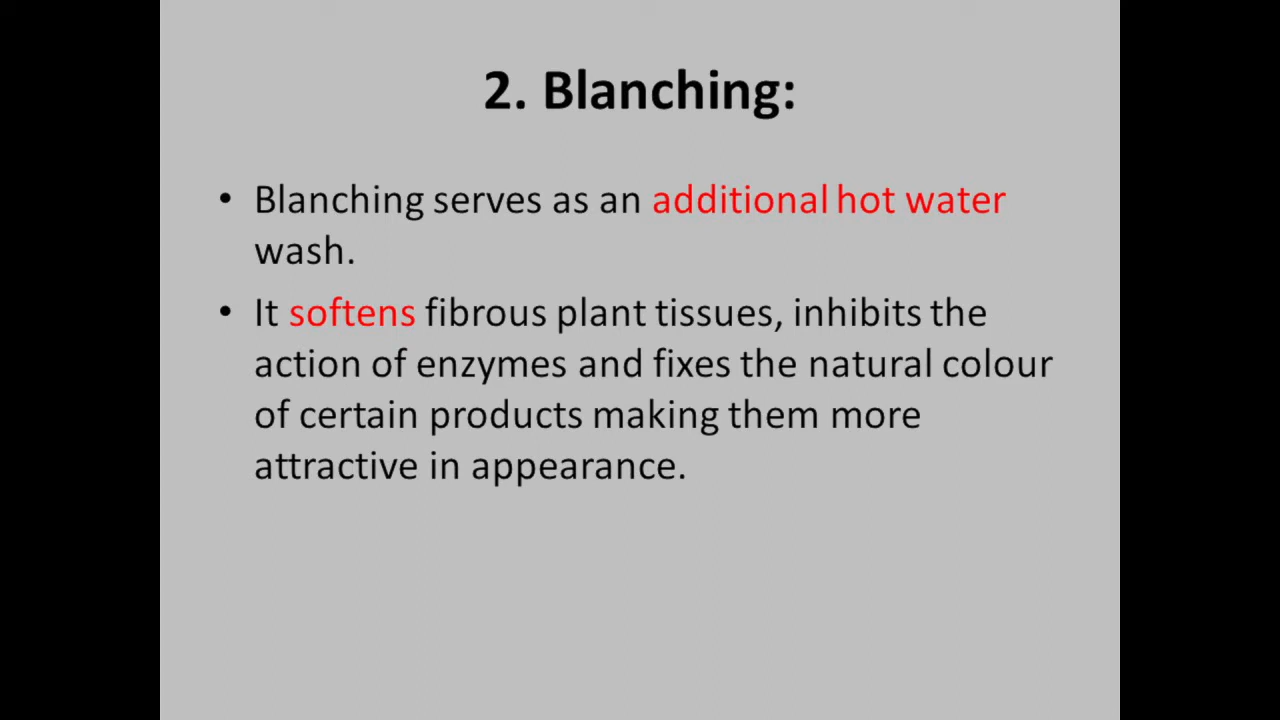 2. Blanching:
• Blanching serves as an additional hot water
wash.
• It softens fibrous plant tissues, inhibits the
action of enzymes and fixes the natural colour
of certain products making them more
attractive in appearance.